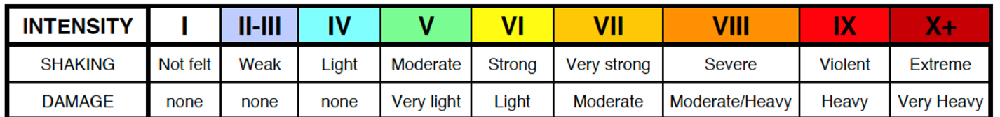 INTENSITY I II-III IV V VI VII VIII IX X+
SHAKING Not felt Weak Light Moderate Strong Very strong Severe Violent Extreme
DAMAGE none none none Very light Light Moderate Moderate/Heavy Heavy Very Heavy